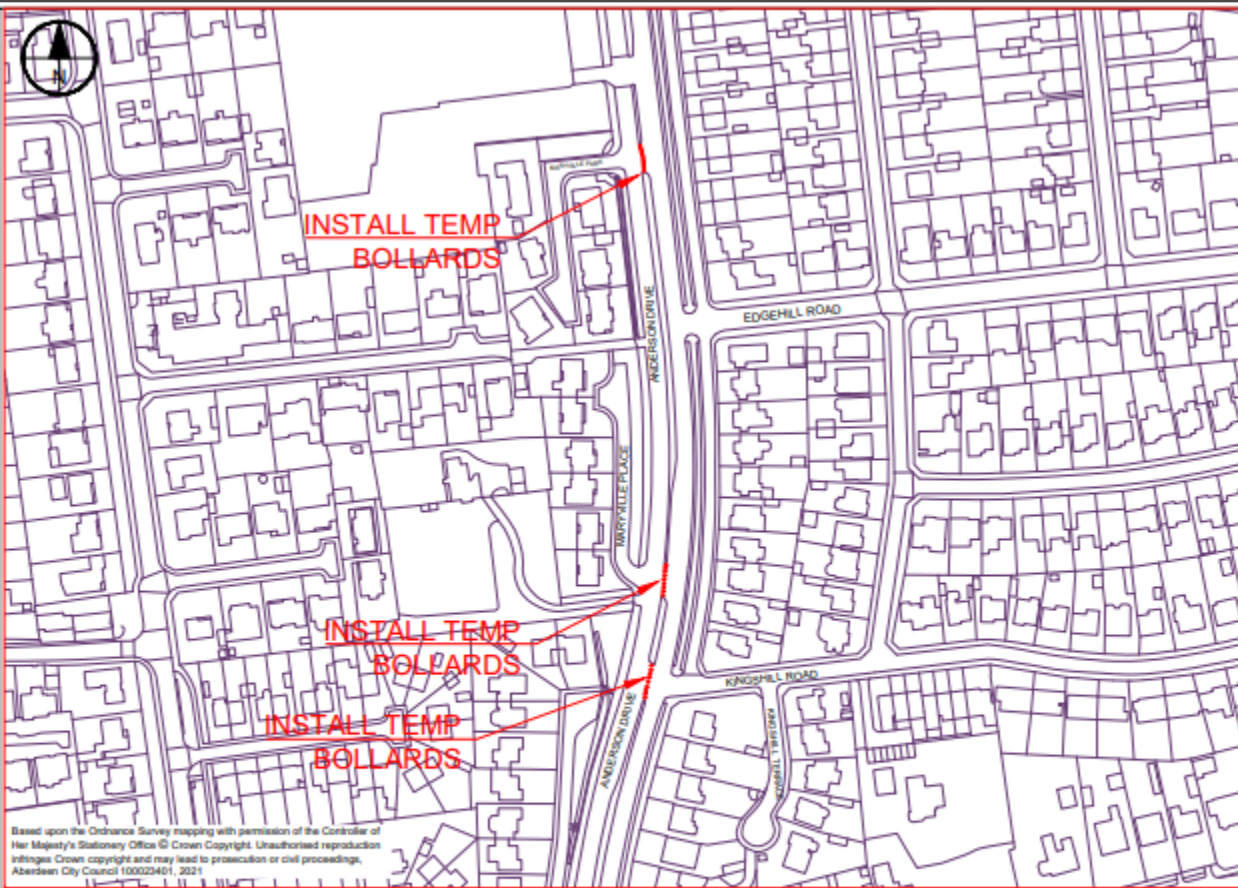 N
INSTALL TEMP
BOLLARDS
ANDERSON DRIVE
EDGEHILL ROAD
MARYVILLE PLACE
INSTALL TEMP
BOLLARDS
KINGSHILL ROAD
INSTALL TEMP
BOLLARDS
ANDERSON DRIVE
KINGSHILL TERRACE
Based upon the Ordnance Survey mapping with permission of the Controller of
Her Majesty's Stationery Office © Crown Copyright. Unauthorised reproduction
infringes Crown copyright and may lead to prosecution or civil proceedings,
Aberdeen City Council 100023401, 2021